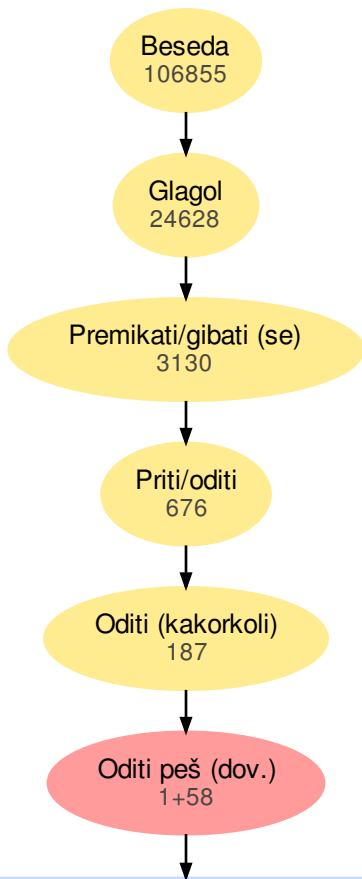 Beseda
106855
Glagol
24628
Premikati/gibati (se)
3130
Priti/oditi
676
Oditi (kakorkoli)
187
Oditi peš (dov.)
1+58